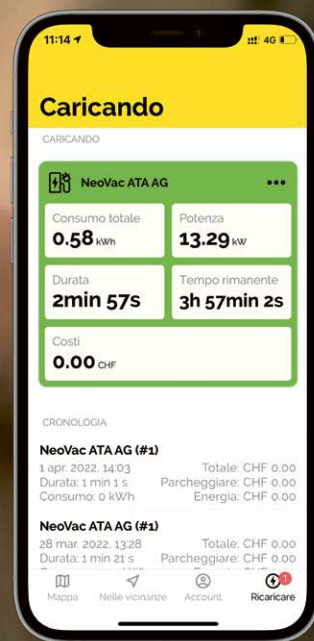 11:14
4G
Caricando
CARICANDO
NeoVac ATA AG
Consumo totale
0.58 kWh
Potenza
13.29 kW
Durata
2min 57s
Tempo rimanente
3h 57min 2s
Costi
0.00 CHF
CRONOLOGIA
NeoVac ATA AG (#1)
1 apr. 2022, 14:03 Totale: CHF 0.00
Durata: 1 min 1 s Parcheggiare: CHF 0.00
Consumo: 0 kWh Energia: CHF 0.00
NeoVac ATA AG (#1)
28 mar. 2022, 13:28 Totale: CHF 0.00
Durata: 1 min 21 s Parcheggiare: CHF 0.00
Mappa Nelle vicinanze Account Ricaricare
1